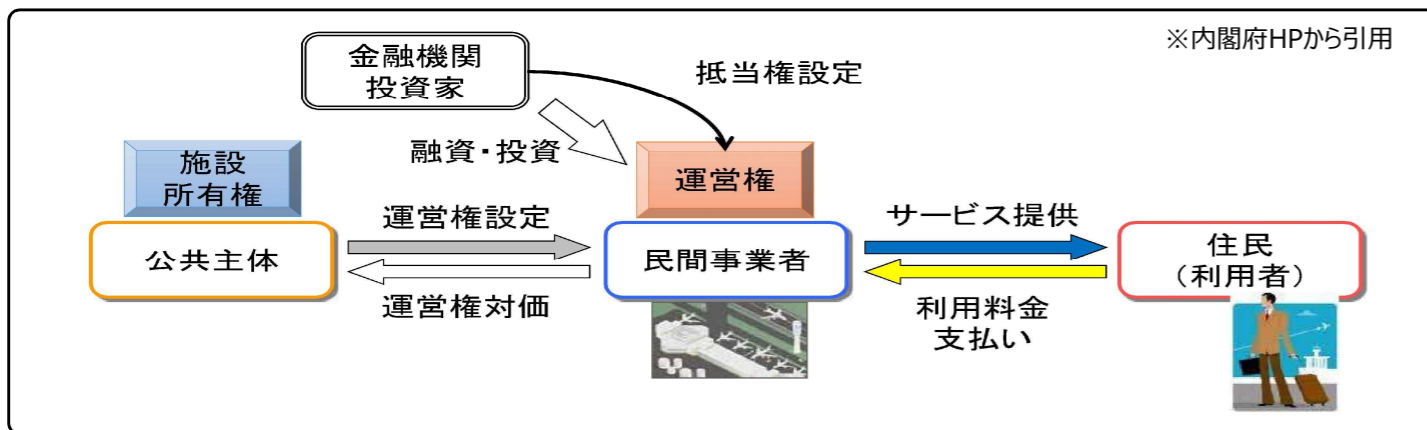 ※内閣府HPから引用
金融機関
投資家
抵当権設定
融資・投資
施設
所有権
運営権
公共主体
運営権設定
運営権対価
民間事業者
サービス提供
利用料金
支払い
住民
（利用者）